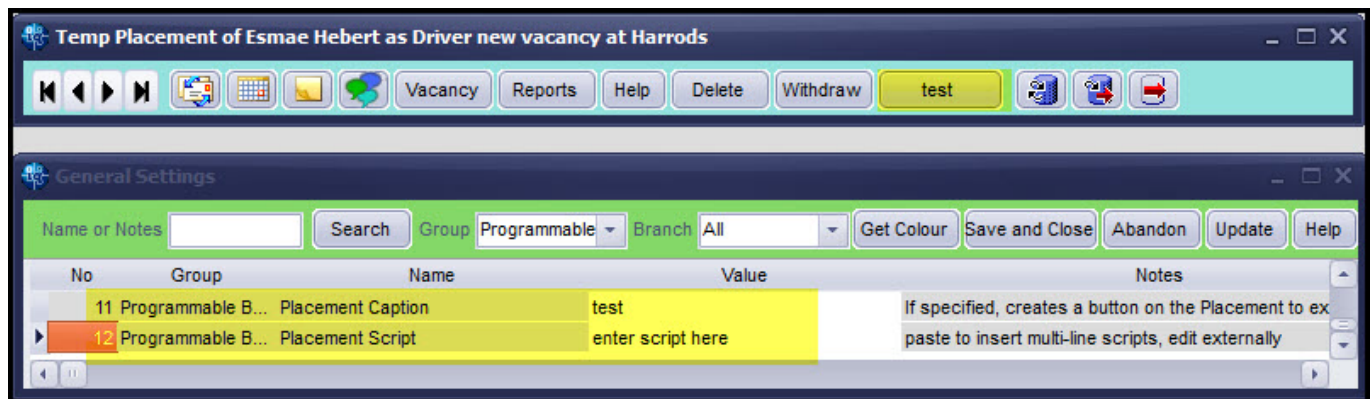 Temp Placement of Esmae Hebert as Driver new vacancy at Harrods
Vacancy Reports Help Delete Withdraw test
General Settings
Name or Notes Search Group Programmable Branch All Get Colour Save and Close Abandon Update Help
No Group Name Value Notes
11 Programmable B... Placement Caption test If specified, creates a button on the Placement to ex
12 Programmable B... Placement Script enter script here paste to insert multi-line scripts, edit externally